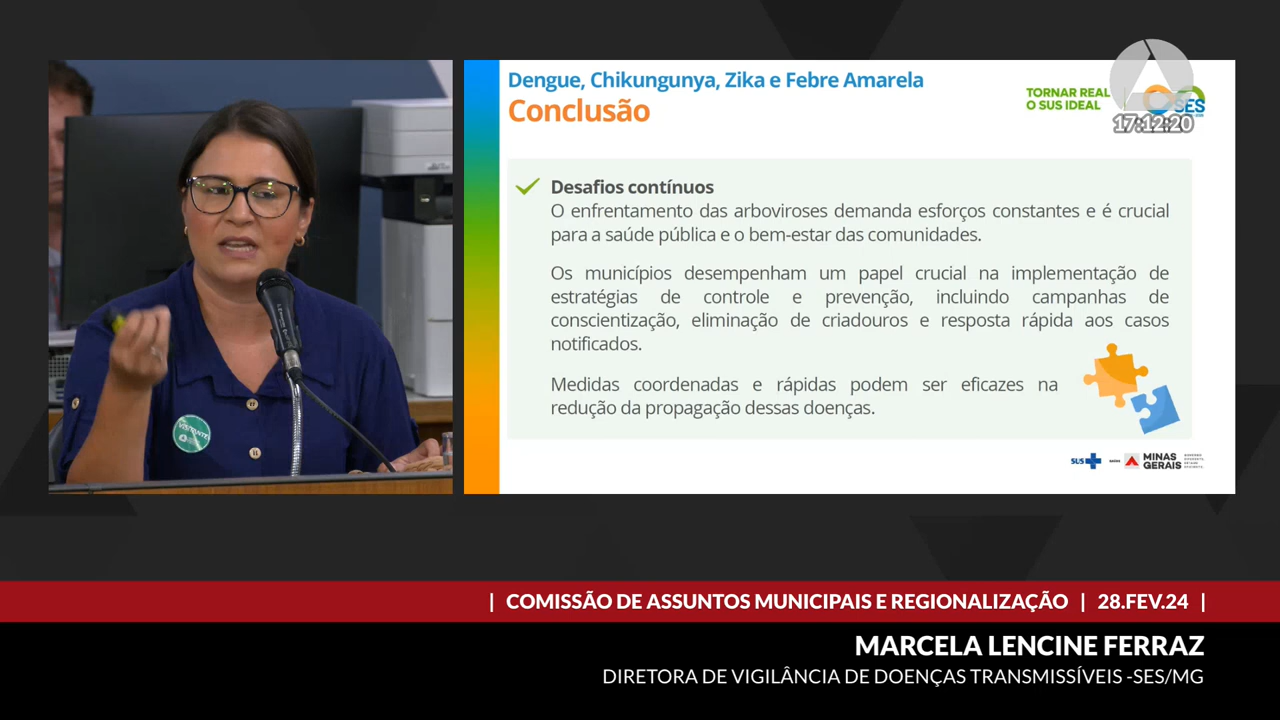 Dengue, Chikungunya, Zika e Febre Amarela
Conclusão
TORNAR REAL
O SUS IDEAL
SES
17:12:20
Desafios contínuos
O enfrentamento das arboviroses demanda esforços constantes e é crucial
para a saúde pública e o bem-estar das comunidades.
Os municípios desempenham um papel crucial na implementação de
estratégias de controle e prevenção, incluindo campanhas de
conscientização, eliminação de criadouros e resposta rápida aos casos
notificados.
Medidas coordenadas e rápidas podem ser eficazes na
redução da propagação dessas doenças.
VISITANTE
SUS
SAÚDE
MINAS
GERAIS
| COMISSÃO DE ASSUNTOS MUNICIPAIS E REGIONALIZAÇÃO | 28.FEV.24 |
MARCELA LENCINE FERRAZ
DIRETORA DE VIGILÂNCIA DE DOENÇAS TRANSMISSÍVEIS -SES/MG